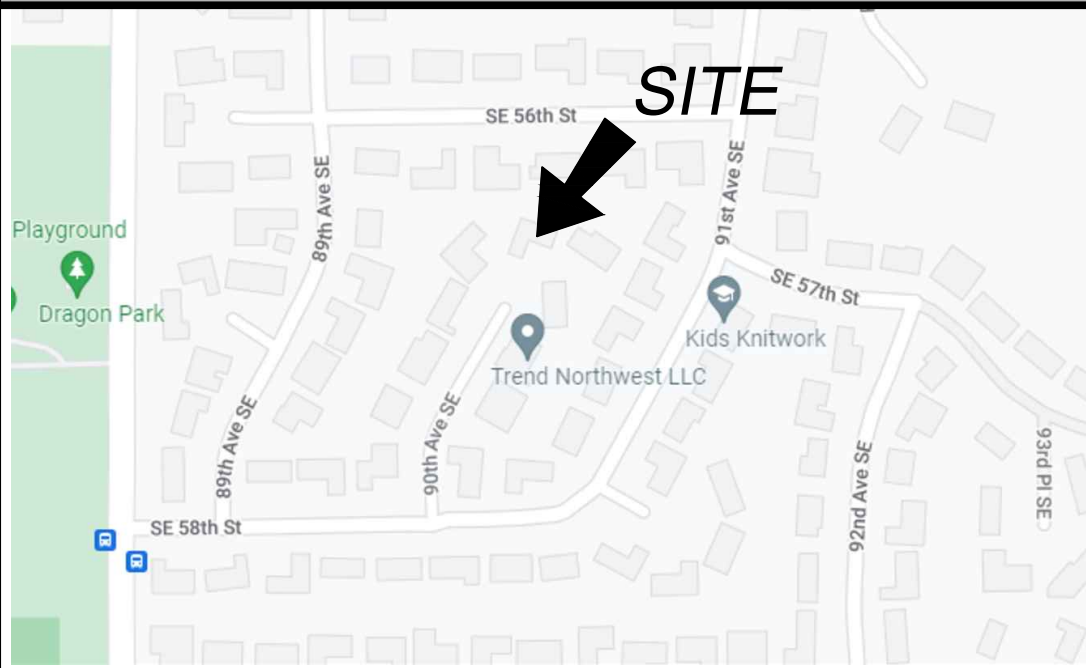 SITE
SE 56th St
89th Ave SE
91st Ave SE
Playground
Dragon Park
SE 57th St
Kids Knitwork
Trend Northwest LLC
89th Ave SE
90th Ave SE
92nd Ave SE
93rd Pl SE
SE 58th St